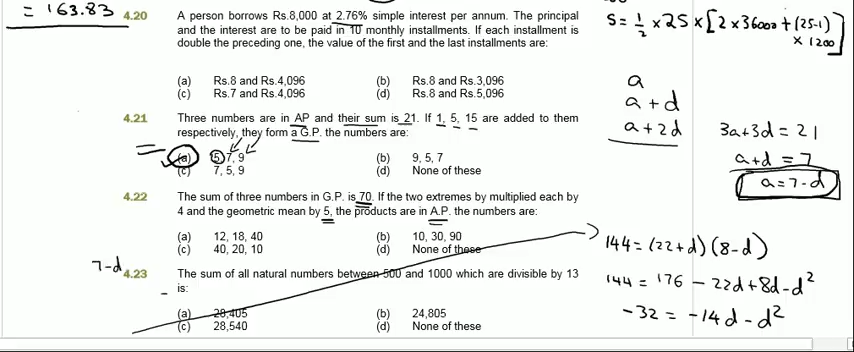 = 163.83
4.20 A person borrows Rs.8,000 at 2.76% simple interest per annum. The principal
and the interest are to be paid in 10 monthly installments. If each installment is
double the preceding one, the value of the first and the last installments are:
(a) Rs.8 and Rs.4,096 (b) Rs.8 and Rs.3,096
(c) Rs.7 and Rs.4,096 (d) Rs.8 and Rs.5,096
4.21 Three numbers are in AP and their sum is 21. If 1, 5, 15 are added to them
respectively, they form a G.P. the numbers are:
(a) 5, 7, 9 (b) 9, 5, 7
(c) 7, 5, 9 (d) None of these
4.22 The sum of three numbers in G.P. is 70. If the two extremes by multiplied each by
4 and the geometric mean by 5, the products are in A.P. the numbers are:
(a) 12, 18, 40 (b) 10, 30, 90
(c) 40, 20, 10 (d) None of these
7-d
4.23 The sum of all natural numbers between 500 and 1000 which are divisible by 13
is:
(a) 28,405 (b) 24,805
(c) 28,540 (d) None of these
S = 1/2 × 25 × [2 × 36000 + (25-1)
× 1200]
a
a + d
a + 2d
3a+3d = 21
a+d = 7
a = 7-d
144 = (22+d) (8-d)
144 = 176 - 22d + 8d - d²
-32 = -14d - d²